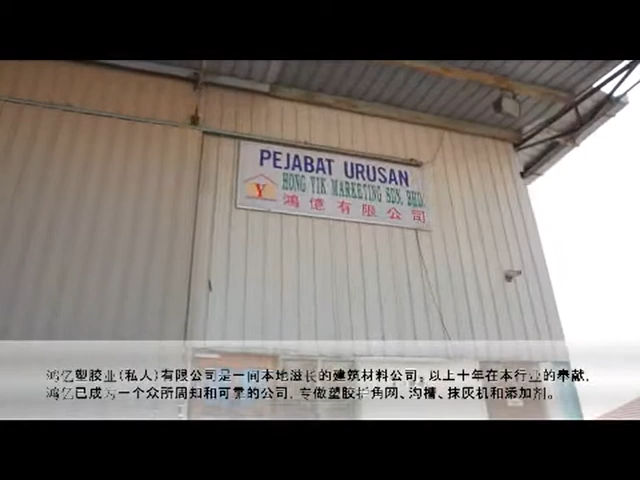 PEJABAT URUSAN
HONG YIK MARKETING SDN. BHD.
Y
鴻億有限公司
鸿亿塑胶业(私人)有限公司是一间本地滋长的建筑材料公司。以上十年在本行业的奉献,
鸿亿已成为一个众所周知和可靠的公司, 专做塑胶批角网、沟槽、抹灰机和添加剂。